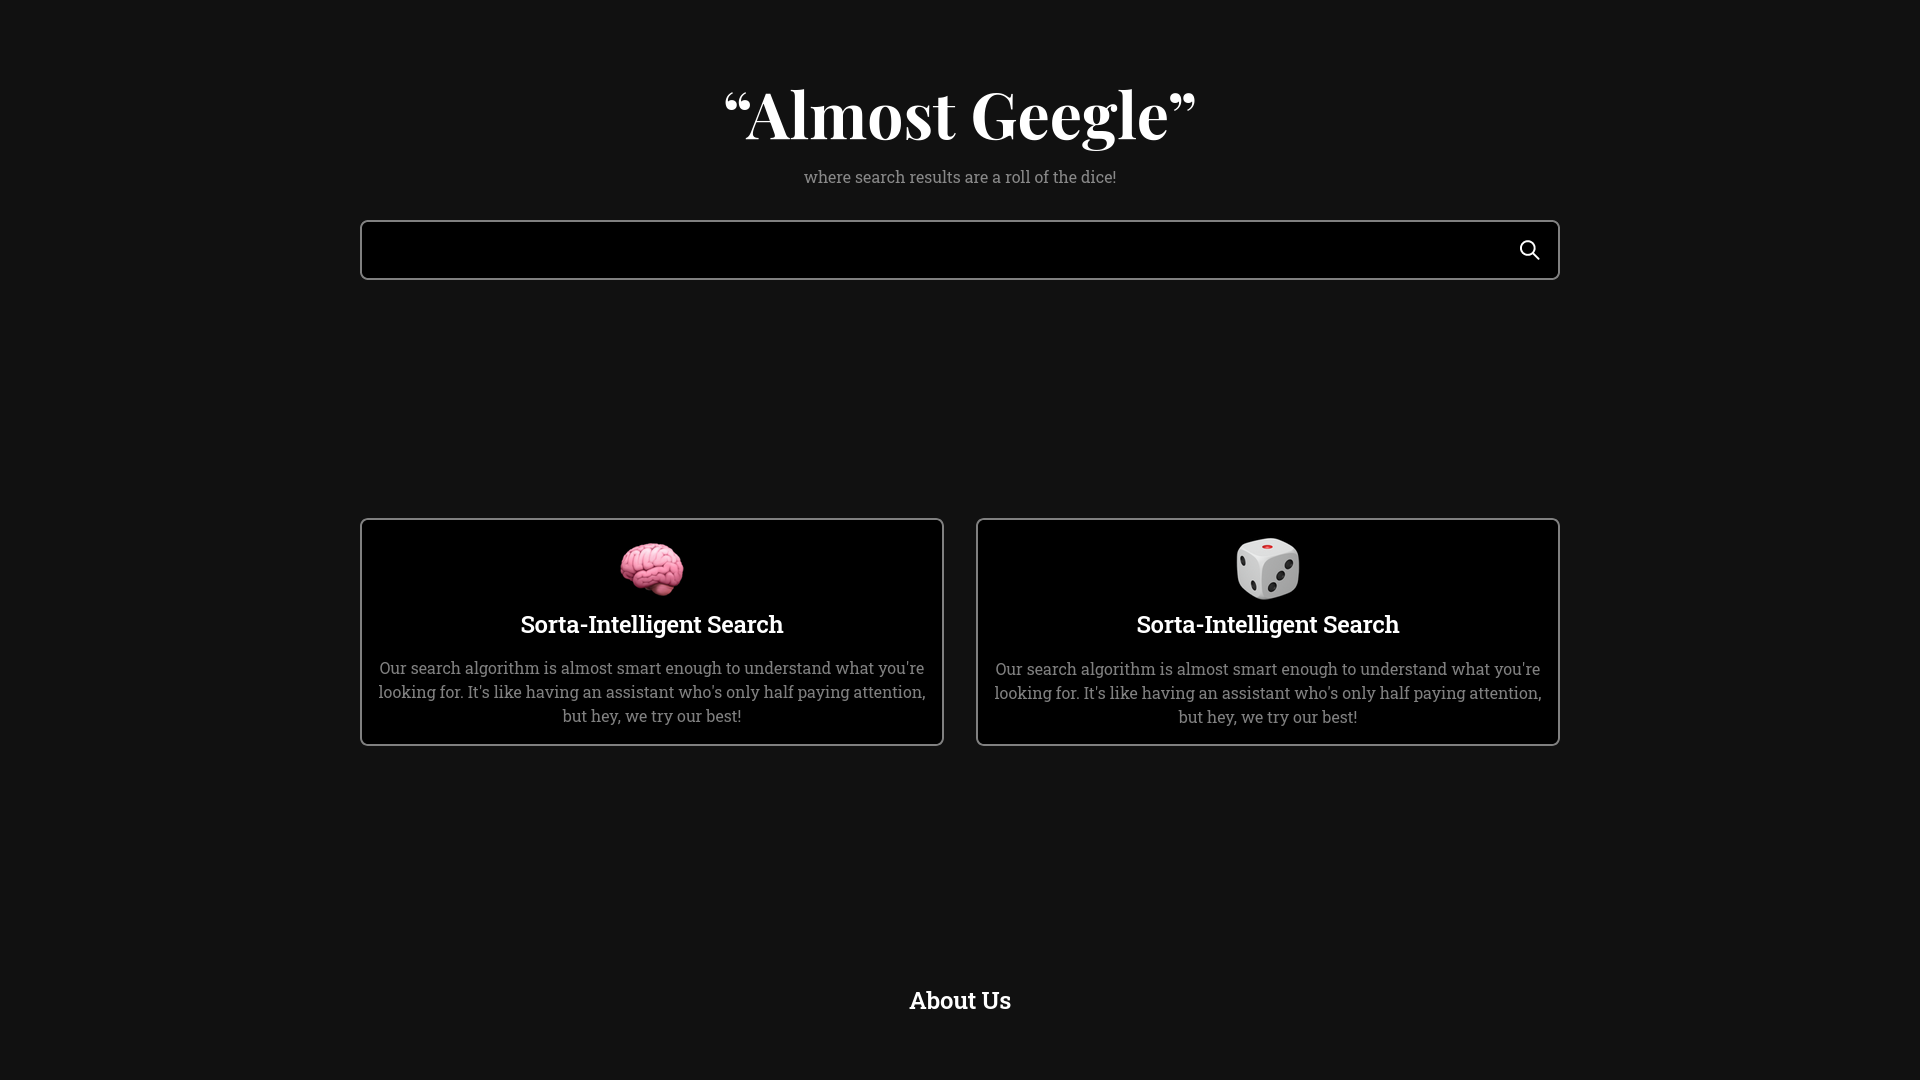 “Almost Geegle”
where search results are a roll of the dice!
Sorta-Intelligent Search
Our search algorithm is almost smart enough to understand what you're
looking for. It's like having an assistant who's only half paying attention,
but hey, we try our best!
Sorta-Intelligent Search
Our search algorithm is almost smart enough to understand what you're
looking for. It's like having an assistant who's only half paying attention,
but hey, we try our best!
About Us